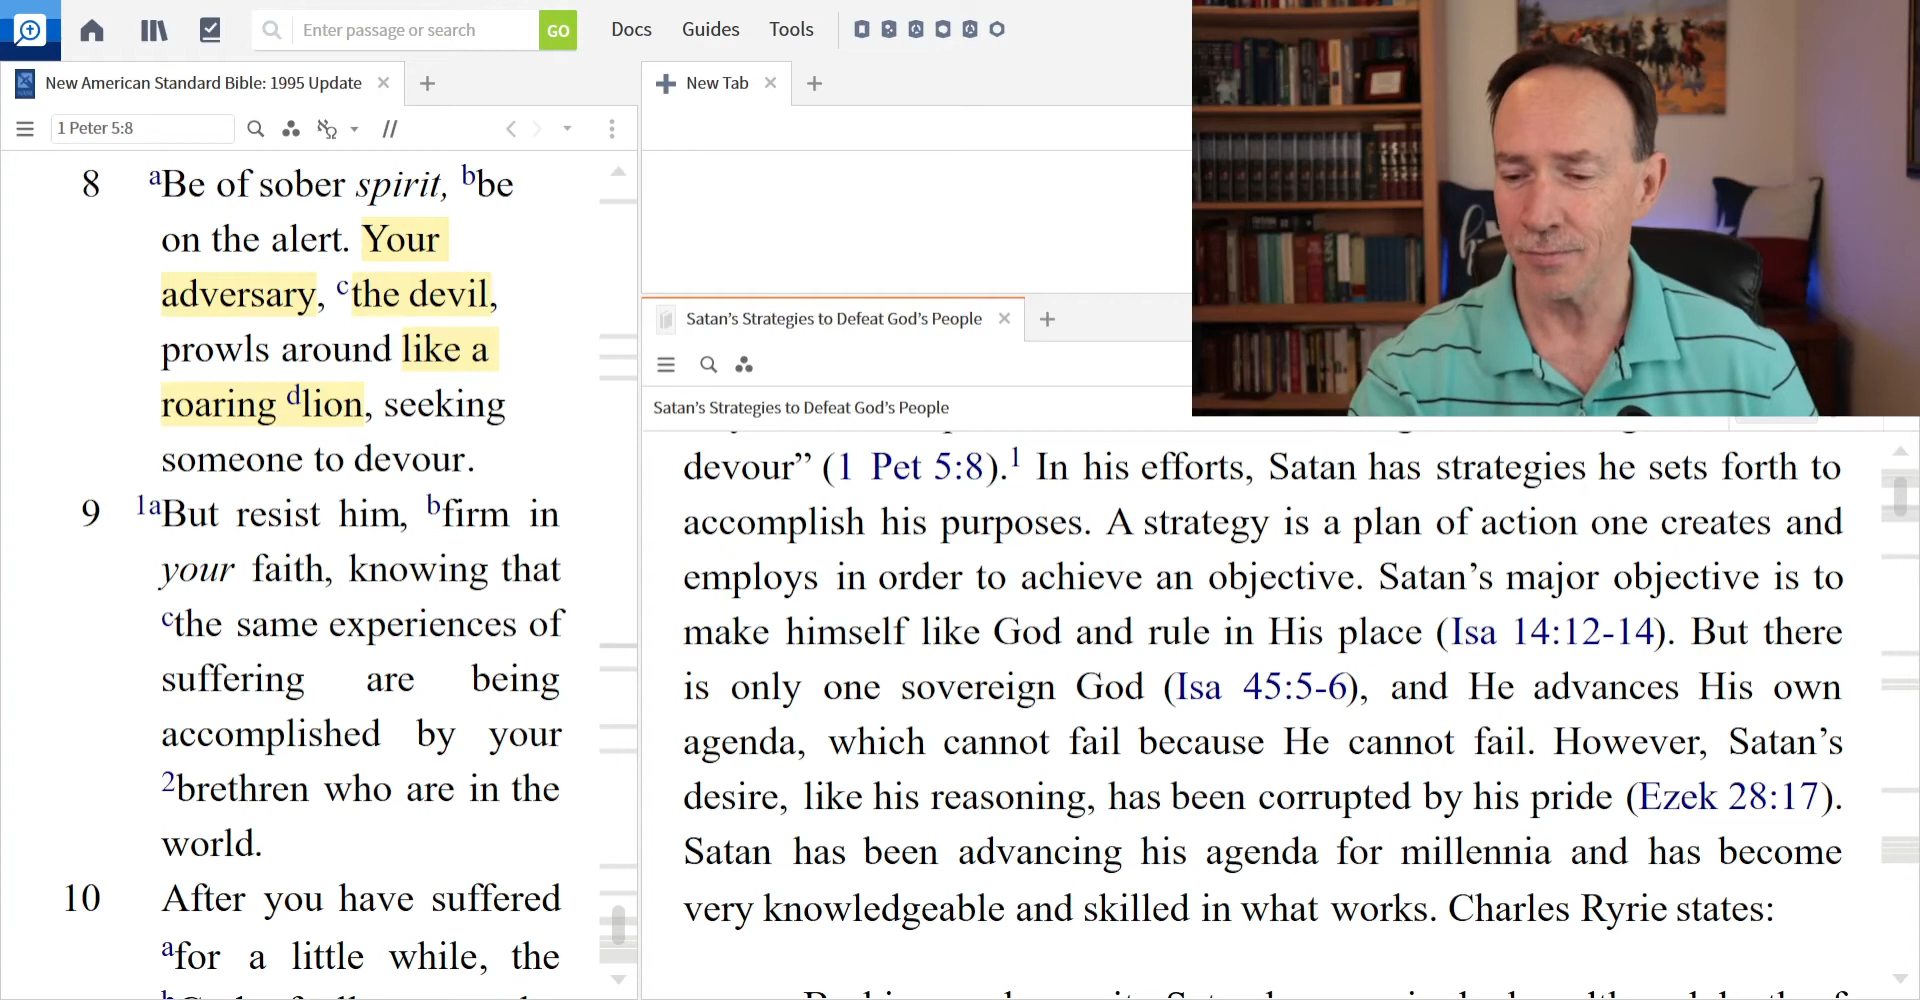 Enter passage or search
GO
Docs
Guides
Tools
New American Standard Bible: 1995 Update
New Tab
1 Peter 5:8
8 aBe of sober spirit, bbe
on the alert. Your
adversary, cthe devil,
prowls around like a
roaring dlion, seeking
someone to devour.
9 1aBut resist him, bfirm in
your faith, knowing that
cthe same experiences of
suffering are being
accomplished by your
2brethren who are in the
world.
10 After you have suffered
afor a little while, the
Satan’s Strategies to Defeat God’s People
Satan’s Strategies to Defeat God’s People
devour” (1 Pet 5:8).1 In his efforts, Satan has strategies he sets forth to
accomplish his purposes. A strategy is a plan of action one creates and
employs in order to achieve an objective. Satan’s major objective is to
make himself like God and rule in His place (Isa 14:12-14). But there
is only one sovereign God (Isa 45:5-6), and He advances His own
agenda, which cannot fail because He cannot fail. However, Satan’s
desire, like his reasoning, has been corrupted by his pride (Ezek 28:17).
Satan has been advancing his agenda for millennia and has become
very knowledgeable and skilled in what works. Charles Ryrie states: